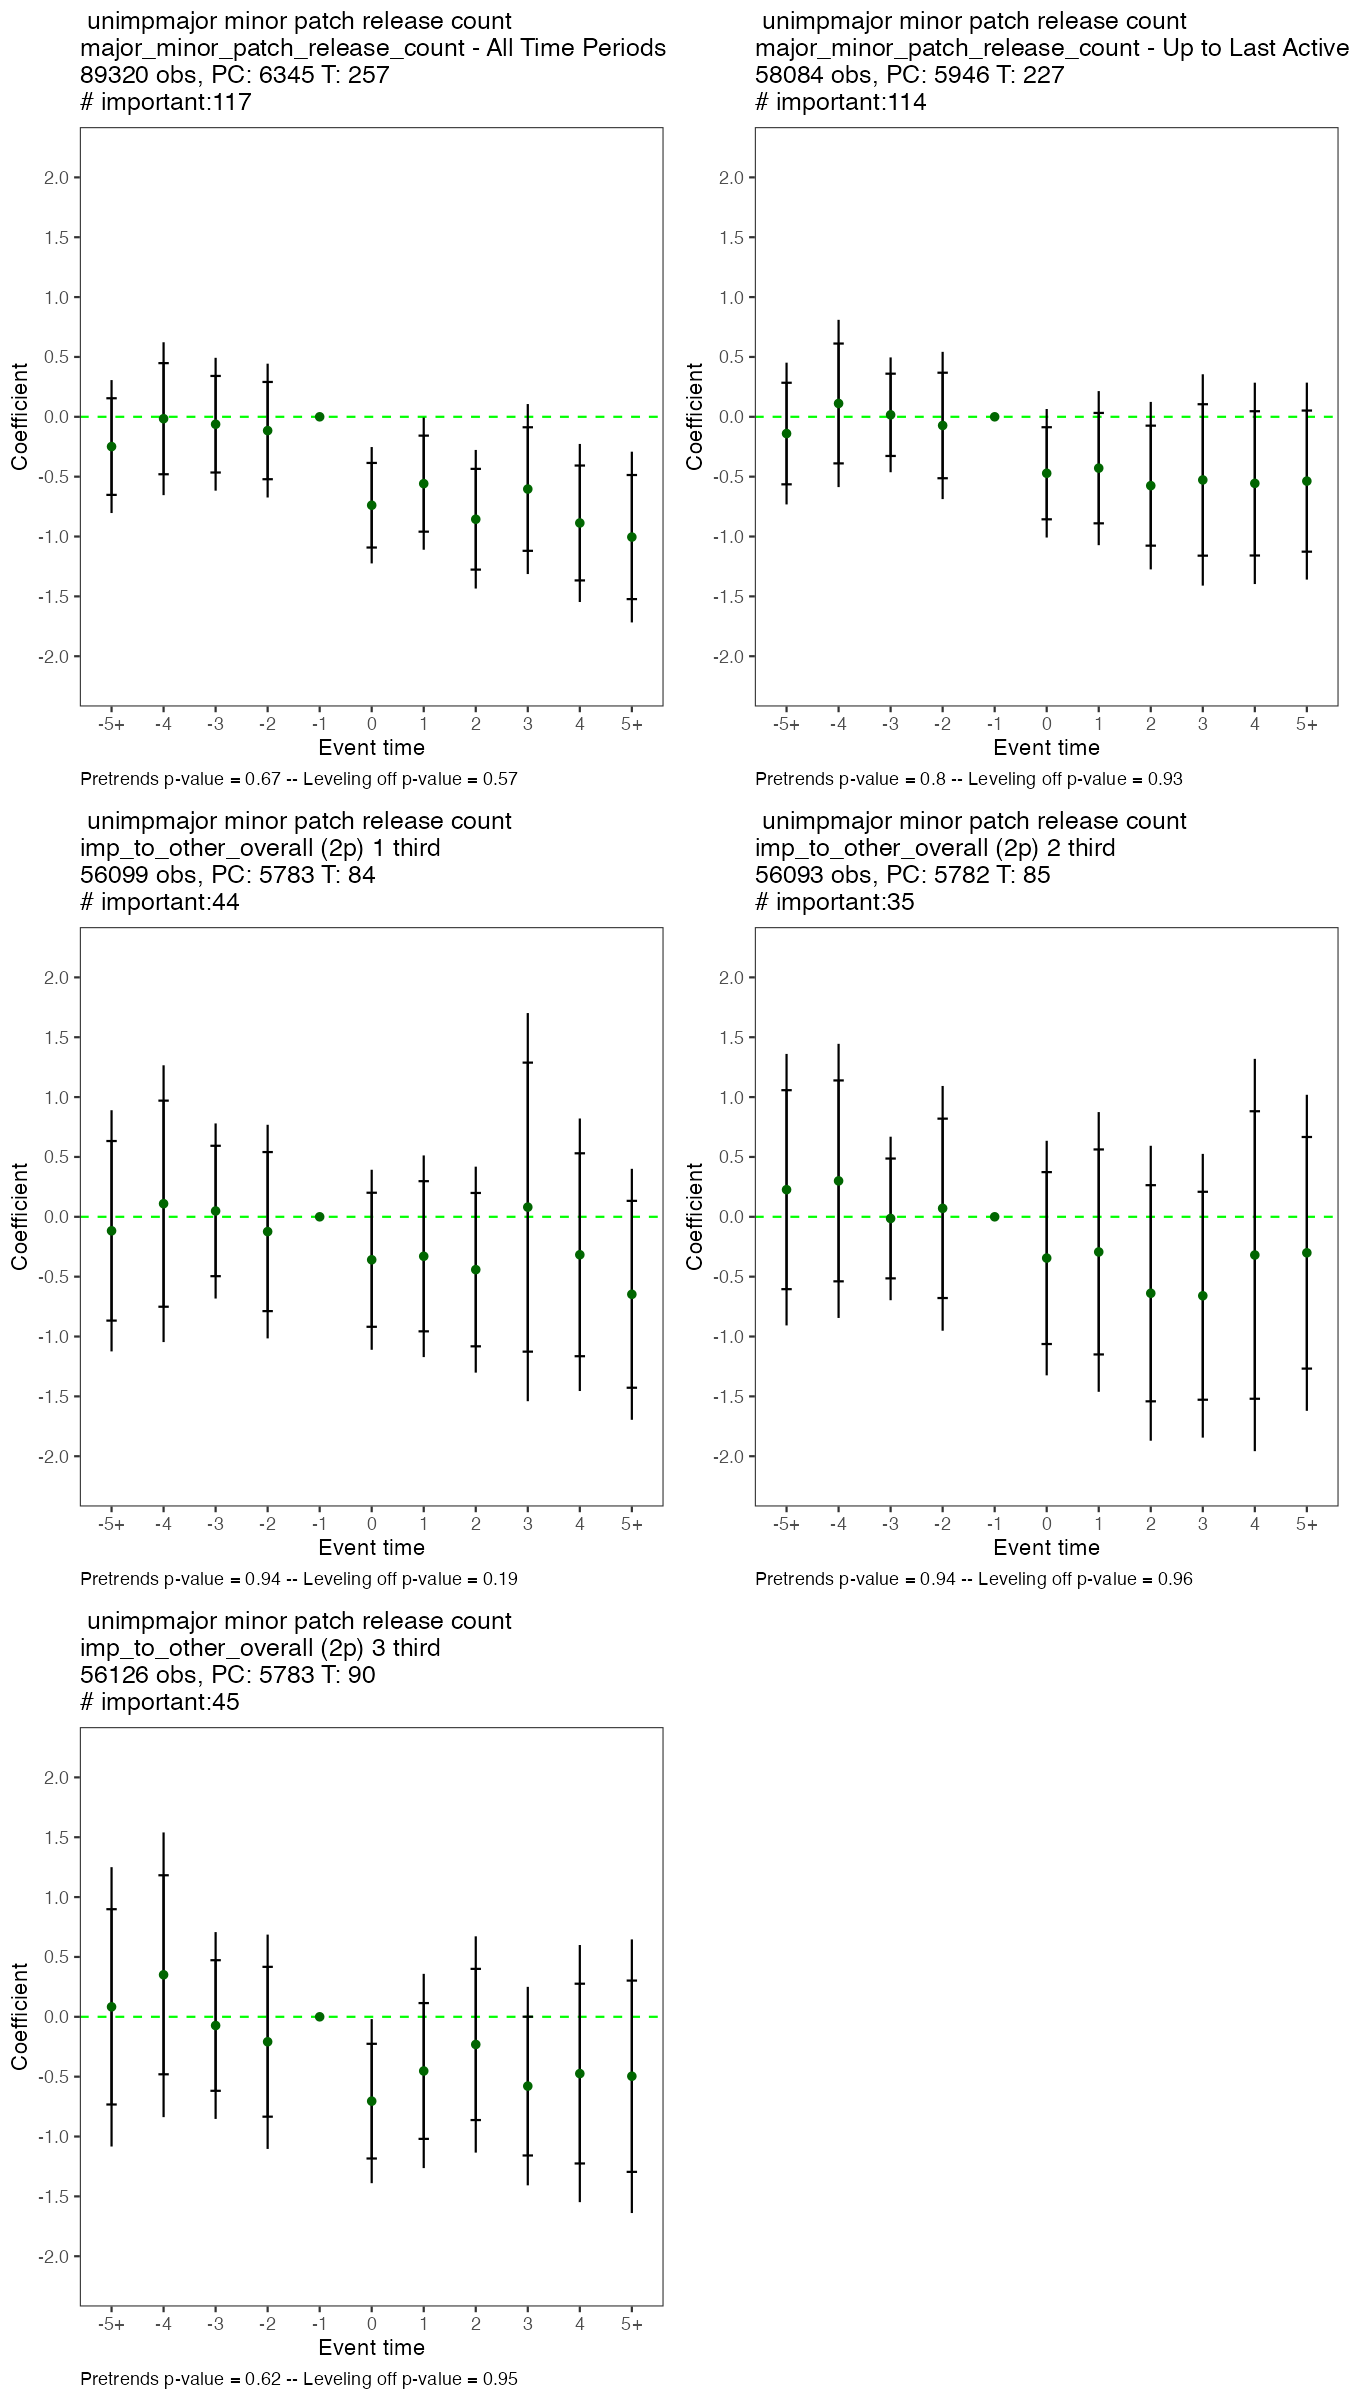 unimpmajor minor patch release count
major_minor_patch_release_count - All Time Periods
89320 obs, PC: 6345 T: 257
# important:117
2.0
1.5
1.0
0.5
0.0
-0.5
-1.0
-1.5
-2.0
Coefficient
-5+ -4 -3 -2 -1 0 1 2 3 4 5+
Event time
Pretrends p-value = 0.67 -- Leveling off p-value = 0.57
unimpmajor minor patch release count
major_minor_patch_release_count - Up to Last Active
58084 obs, PC: 5946 T: 227
# important:114
2.0
1.5
1.0
0.5
0.0
-0.5
-1.0
-1.5
-2.0
Coefficient
-5+ -4 -3 -2 -1 0 1 2 3 4 5+
Event time
Pretrends p-value = 0.8 -- Leveling off p-value = 0.93
unimpmajor minor patch release count
imp_to_other_overall (2p) 1 third
56099 obs, PC: 5783 T: 84
# important:44
2.0
1.5
1.0
0.5
0.0
-0.5
-1.0
-1.5
-2.0
Coefficient
-5+ -4 -3 -2 -1 0 1 2 3 4 5+
Event time
Pretrends p-value = 0.94 -- Leveling off p-value = 0.19
unimpmajor minor patch release count
imp_to_other_overall (2p) 2 third
56093 obs, PC: 5782 T: 85
# important:35
2.0
1.5
1.0
0.5
0.0
-0.5
-1.0
-1.5
-2.0
Coefficient
-5+ -4 -3 -2 -1 0 1 2 3 4 5+
Event time
Pretrends p-value = 0.94 -- Leveling off p-value = 0.96
unimpmajor minor patch release count
imp_to_other_overall (2p) 3 third
56126 obs, PC: 5783 T: 90
# important:45
2.0
1.5
1.0
0.5
0.0
-0.5
-1.0
-1.5
-2.0
Coefficient
-5+ -4 -3 -2 -1 0 1 2 3 4 5+
Event time
Pretrends p-value = 0.62 -- Leveling off p-value = 0.95